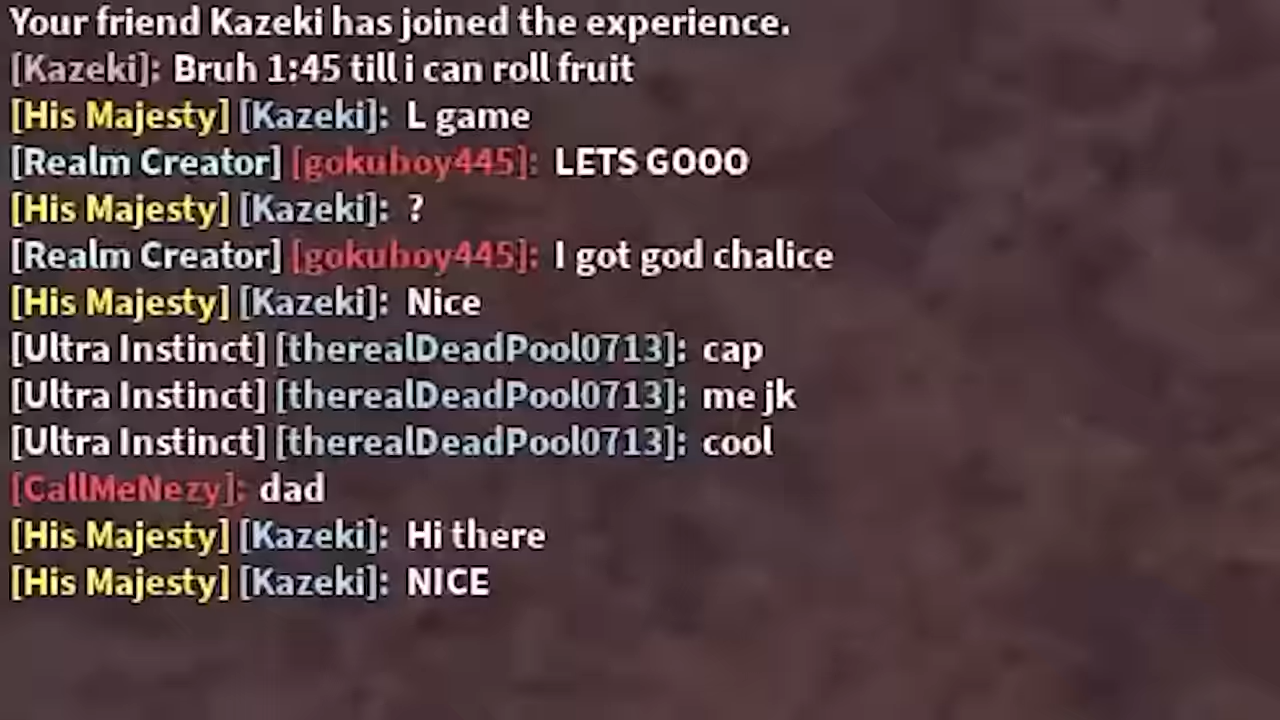 Your friend Kazeki has joined the experience.
[Kazeki]: Bruh 1:45 till i can roll fruit
[His Majesty] [Kazeki]: L game
[Realm Creator] [gokuboy445]: LETS GOOO
[His Majesty] [Kazeki]: ?
[Realm Creator] [gokuboy445]: I got god chalice
[His Majesty] [Kazeki]: Nice
[Ultra Instinct] [therealDeadPool0713]: cap
[Ultra Instinct] [therealDeadPool0713]: me jk
[Ultra Instinct] [therealDeadPool0713]: cool
[CallMeNezy]: dad
[His Majesty] [Kazeki]: Hi there
[His Majesty] [Kazeki]: NICE